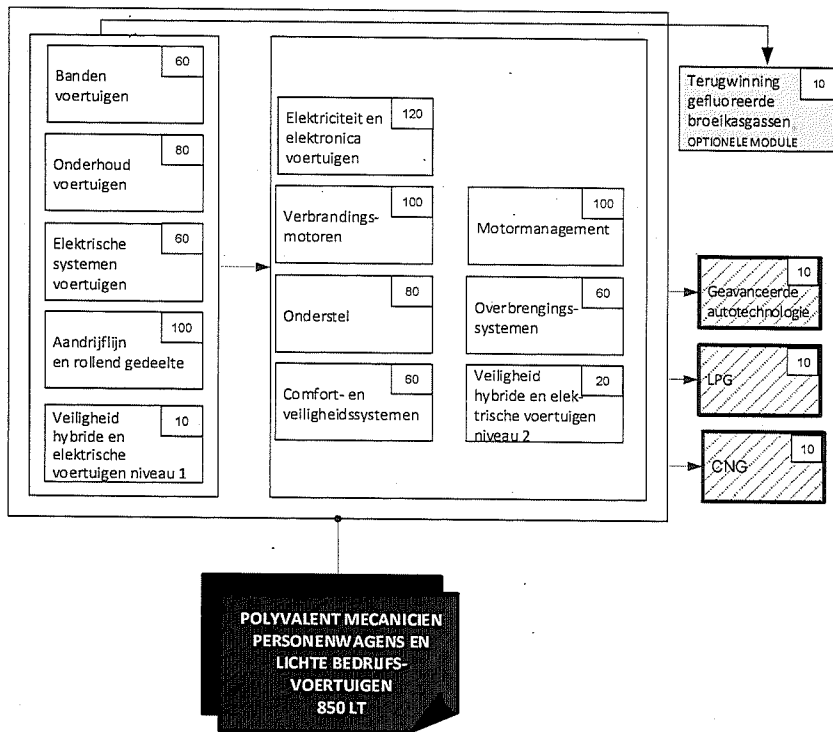 60
Banden
voertuigen
80
Onderhoud
voertuigen
60
Elektrische
systemen
voertuigen
100
Aandrijflijn
en rollend gedeelte
10
Veiligheid
hybride en
elektrische
voertuigen niveau 1
120
Elektriciteit en
elektronica
voertuigen
100
Verbrandings-
motoren
80
Onderstel
60
Comfort- en
veiligheidssystemen
100
Motormanagement
60
Overbrengings-
systemen
20
Veiligheid
hybride en elek-
trische voertuigen
niveau 2
10
Terugwinning
gefluoreerde
broeikasgassen
OPTIONELE MODULE
10
Geavanceerde
autotechnologie
10
LPG
10
CNG
POLYVALENT MECANICIEN
PERSONENWAGENS EN
LICHTE BEDRIJFS-
VOERTUIGEN
850 LT